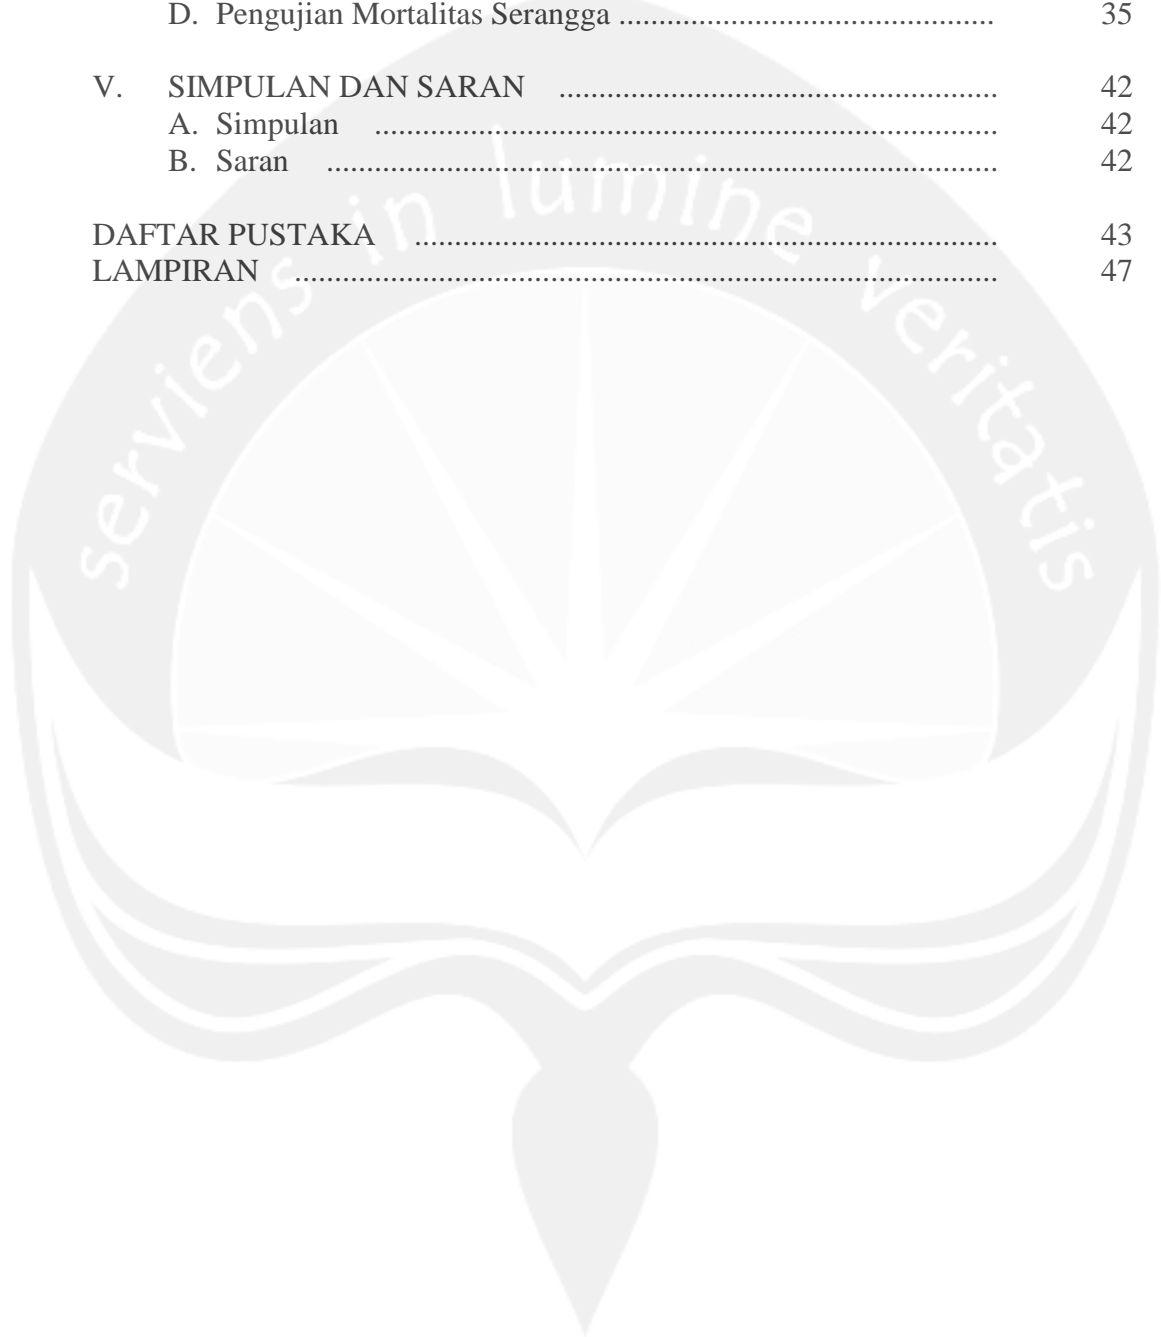 D. Pengujian Mortalitas Serangga ............................................... 35
V. SIMPULAN DAN SARAN ....................................................... 42
A. Simpulan .............................................................................. 42
B. Saran .................................................................................... 42
DAFTAR PUSTAKA ......................................................................... 43
LAMPIRAN ........................................................................................ 47
serviens in lumine veritatis